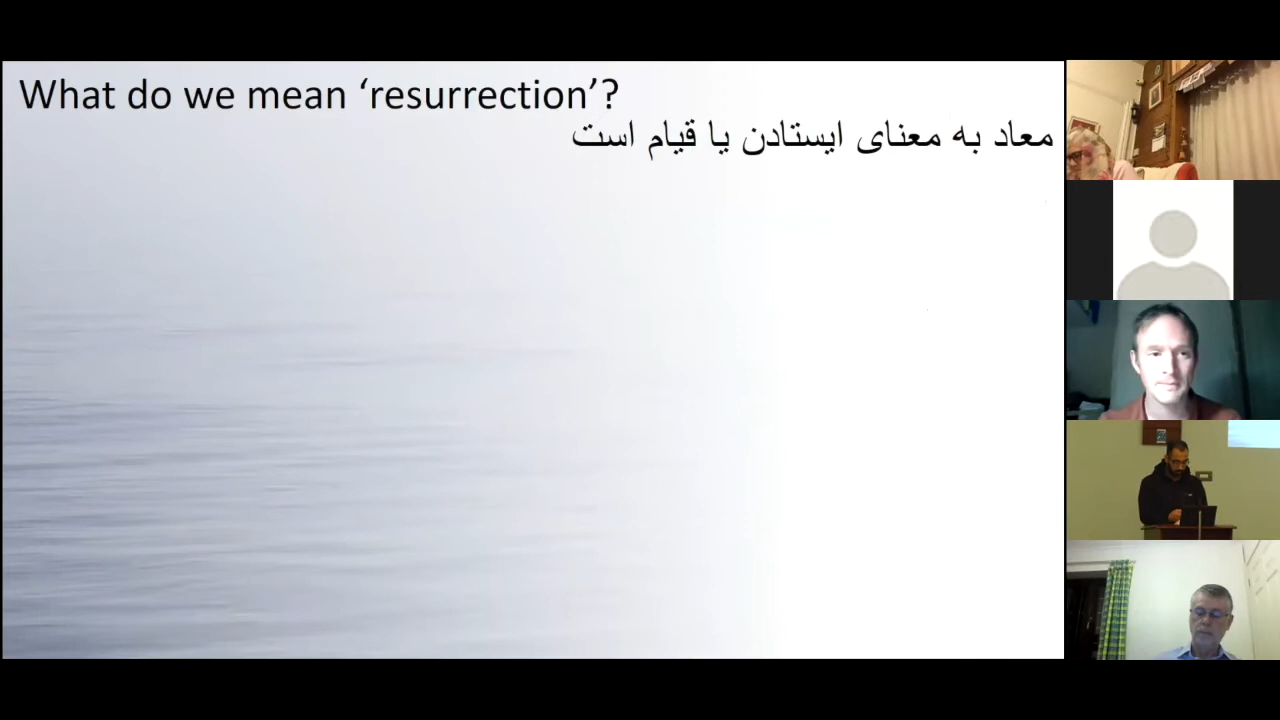 What do we mean ‘resurrection’?
معاد به معنای ایستادن یا قیام است